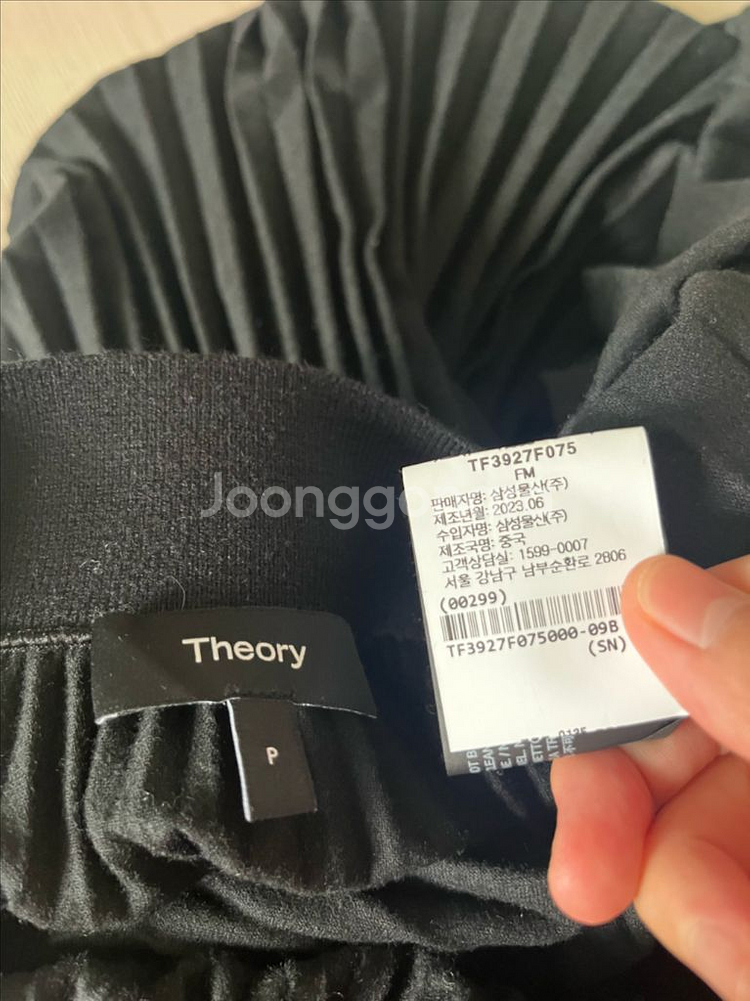 TF3927F075
FM
판매자명: 삼성물산(주)
제조년월: 2023.06
수입자명: 삼성물산(주)
제조국명: 중국
고객상담실: 1599-0007
서울 강남구 남부순환로 2806
(00299)
TF3927F075000-09B
(SN)
Joonggo
Theory
P